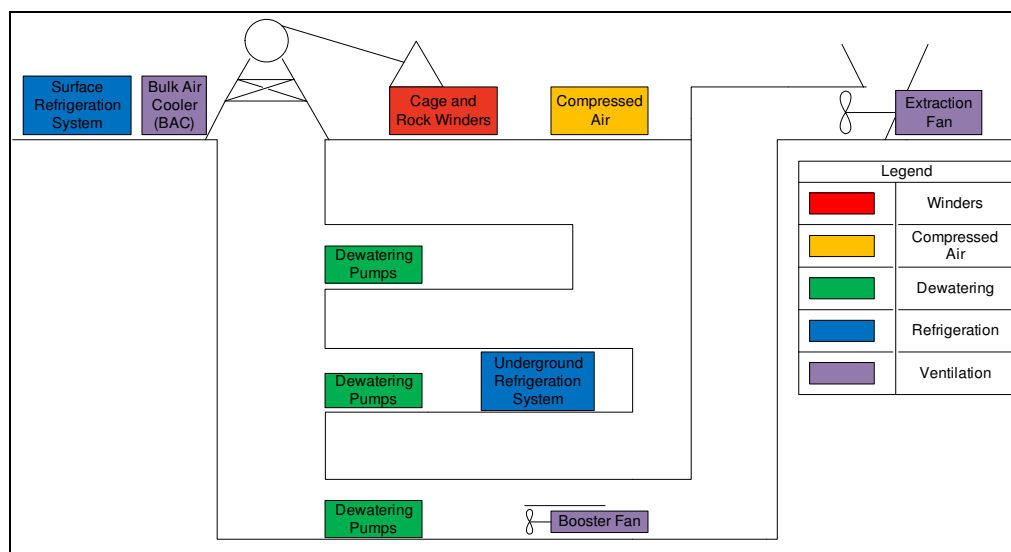 Surface
Refrigeration
System
Bulk Air
Cooler
(BAC)
Cage and
Rock Winders
Compressed
Air
Extraction
Fan
Legend
Winders
Compressed
Air
Dewatering
Refrigeration
Ventilation
Dewatering
Pumps
Dewatering
Pumps
Underground
Refrigeration
System
Dewatering
Pumps
Booster Fan